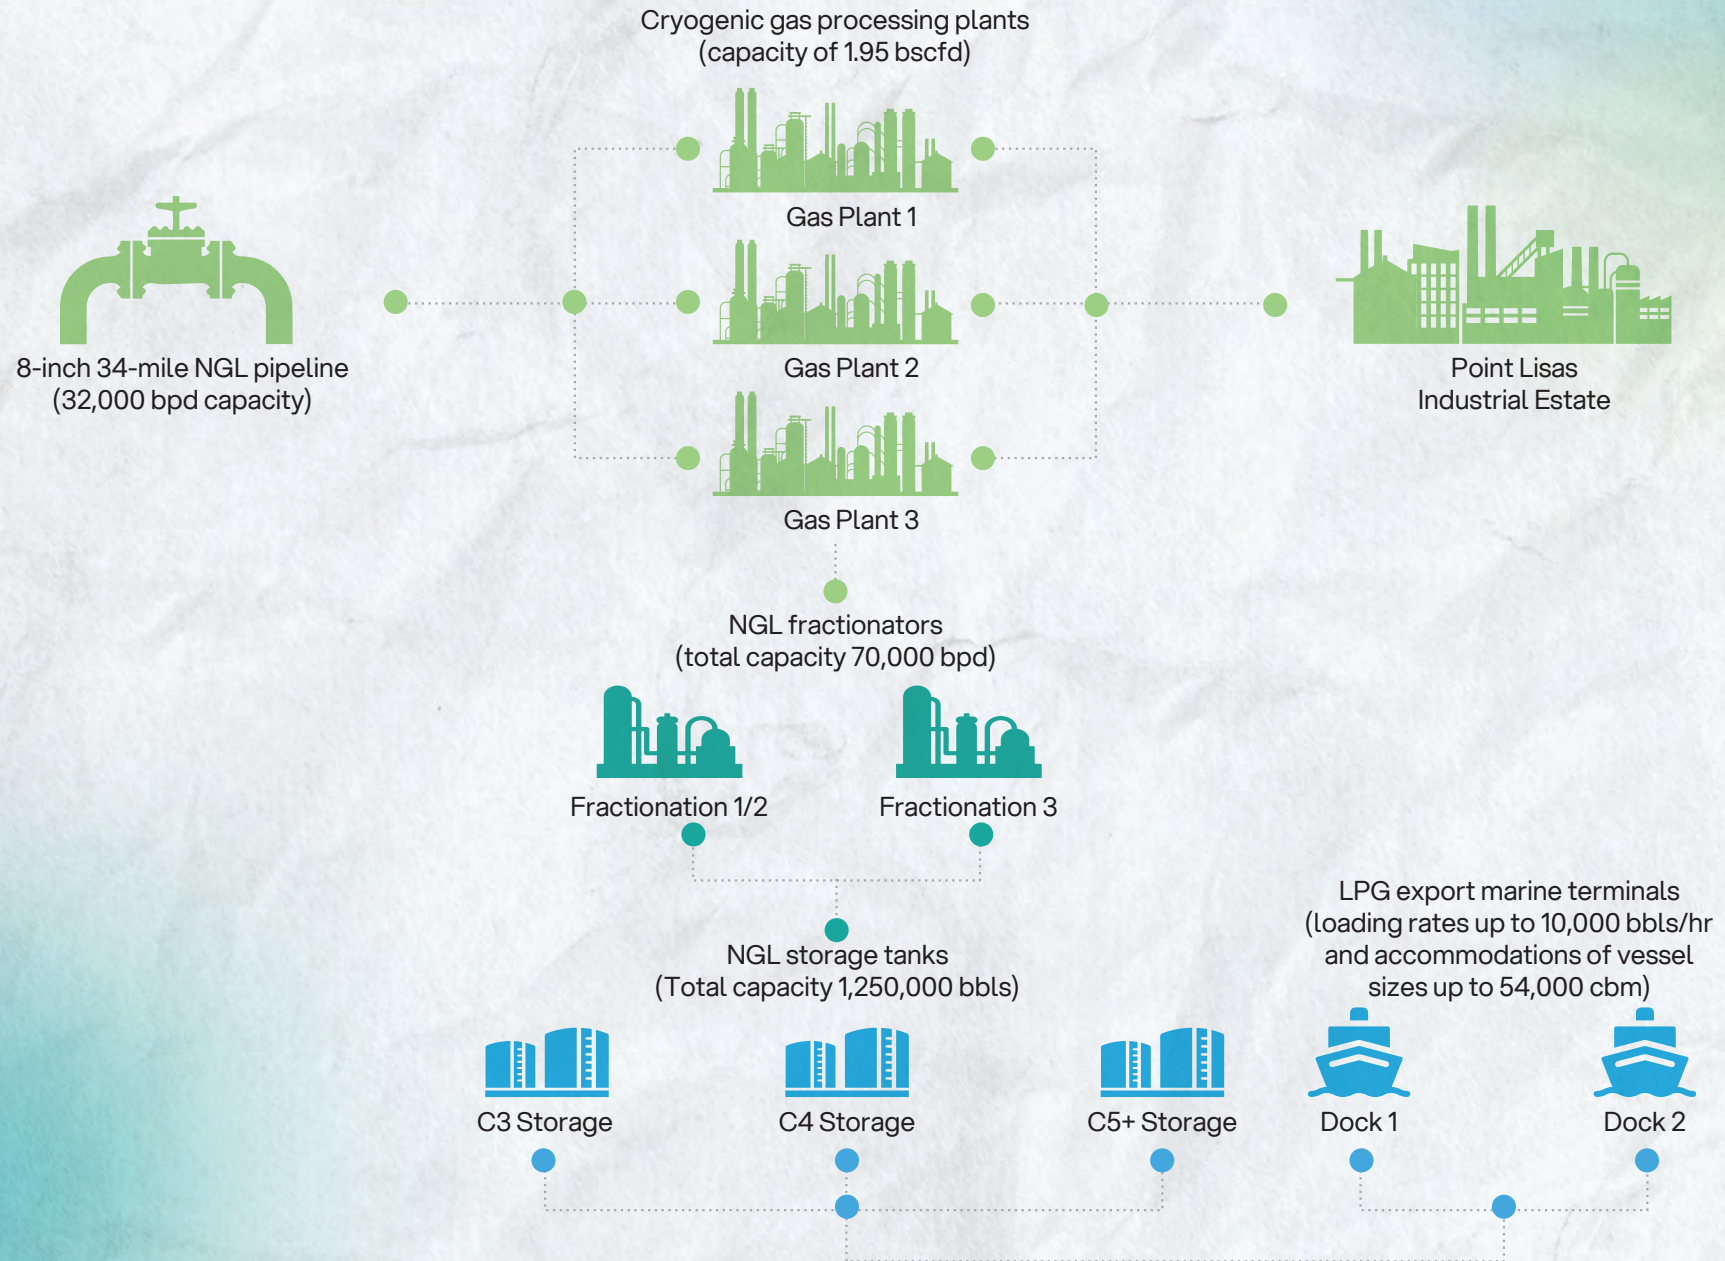 Cryogenic gas processing plants
(capacity of 1.95 bscfd)
Gas Plant 1
8-inch 34-mile NGL pipeline
(32,000 bpd capacity)
Gas Plant 2
Point Lisas
Industrial Estate
Gas Plant 3
NGL fractionators
(total capacity 70,000 bpd)
Fractionation 1/2
Fractionation 3
NGL storage tanks
(Total capacity 1,250,000 bbls)
LPG export marine terminals
(loading rates up to 10,000 bbls/hr
and accommodations of vessel
sizes up to 54,000 cbm)
C3 Storage
C4 Storage
C5+ Storage
Dock 1
Dock 2